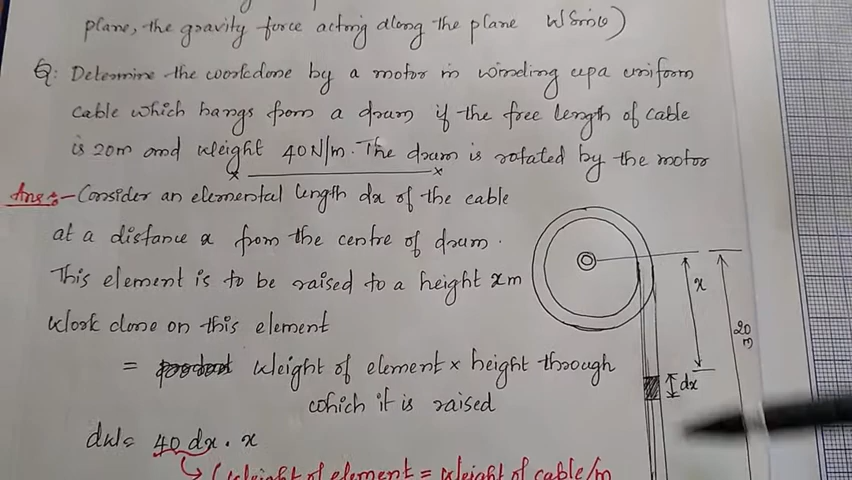 plane, the gravity force acting along the plane W Sinθ)
Q: Determine the workdone by a motor in winding up a uniform
cable which hangs from a drum if the free length of cable
is 20m and weight 40 N/m. The drum is rotated by the motor
Ans:- Consider an elemental length dx of the cable
at a distance x from the centre of drum.
This element is to be raised to a height x m
Work done on this element
= weight of element × height through
which it is raised
dW = 40 dx · x
(Weight of element = Weight of cable/m
x
20
m
dx